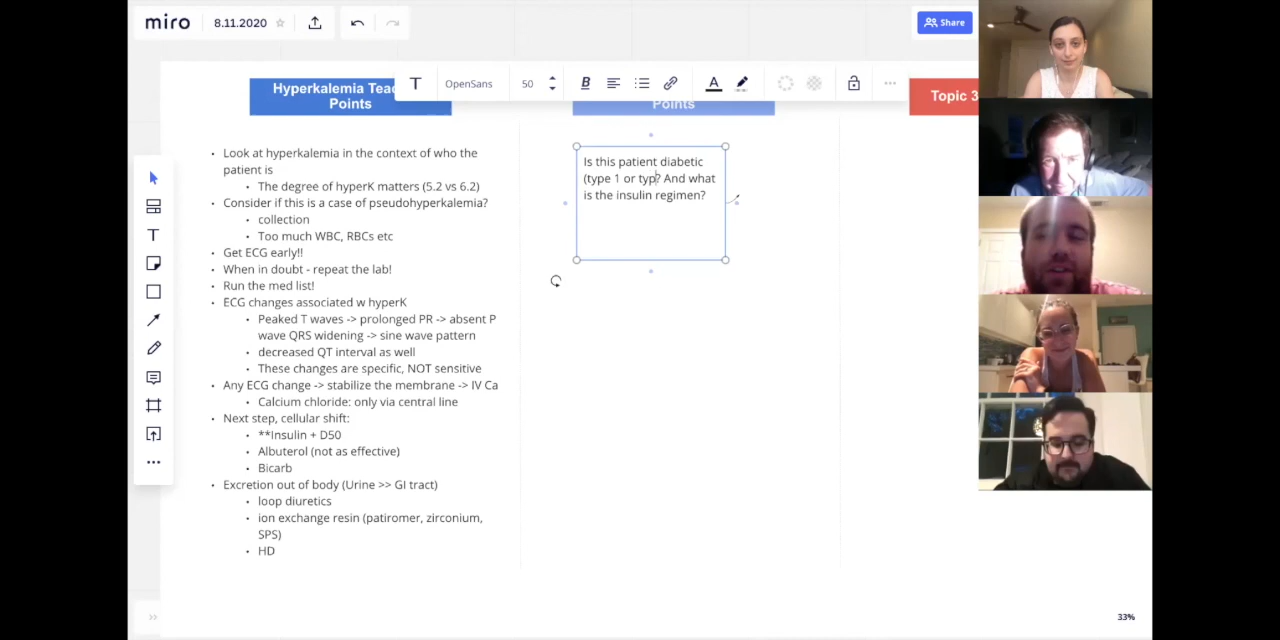 miro
8.11.2020
Share
OpenSans
50
B
A
Hyperkalemia Teac
Points
Points
Topic 3
Look at hyperkalemia in the context of who the
patient is
The degree of hyperK matters (5.2 vs 6.2)
Consider if this is a case of pseudohyperkalemia?
collection
Too much WBC, RBCs etc
Get ECG early!!
When in doubt - repeat the lab!
Run the med list!
ECG changes associated w hyperK
Peaked T waves -> prolonged PR -> absent P
wave QRS widening -> sine wave pattern
decreased QT interval as well
These changes are specific, NOT sensitive
Any ECG change -> stabilize the membrane -> IV Ca
Calcium chloride: only via central line
Next step, cellular shift:
**Insulin + D50
Albuterol (not as effective)
Bicarb
Excretion out of body (Urine >> GI tract)
loop diuretics
ion exchange resin (patiromer, zirconium,
SPS)
HD
Is this patient diabetic
(type 1 or typ? And what
is the insulin regimen?
33%